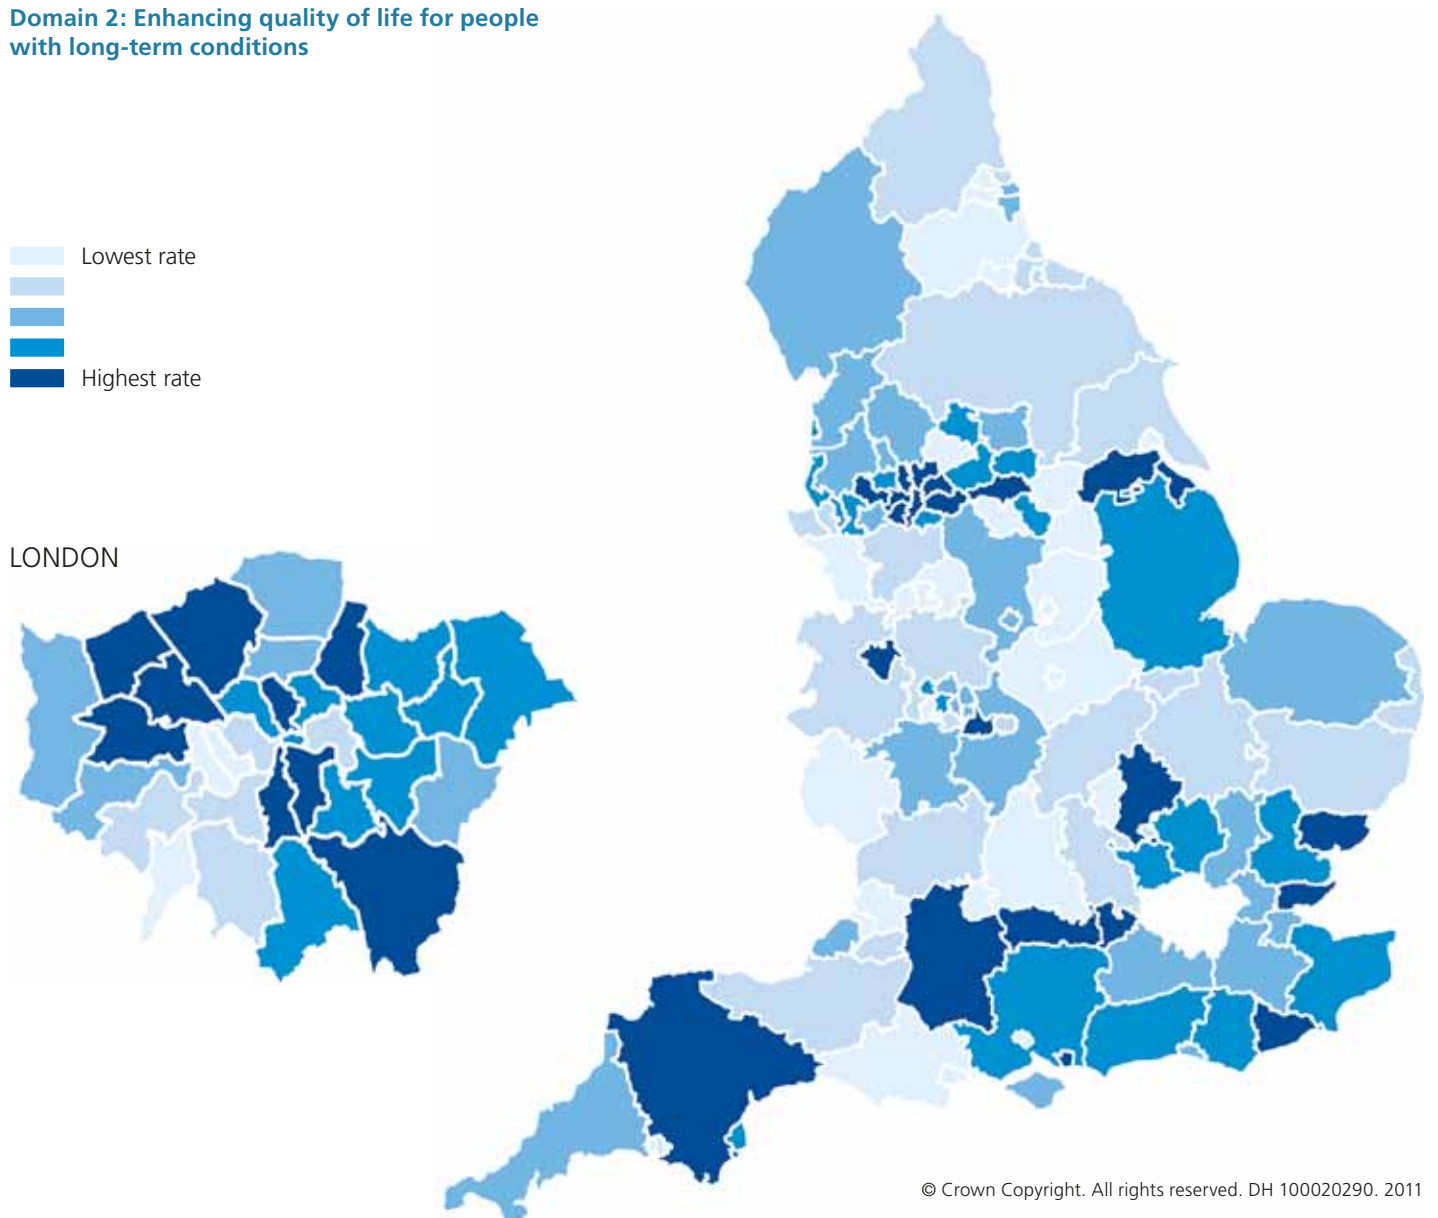 Domain 2: Enhancing quality of life for people
with long-term conditions
Lowest rate
Highest rate
LONDON
© Crown Copyright. All rights reserved. DH 100020290. 2011